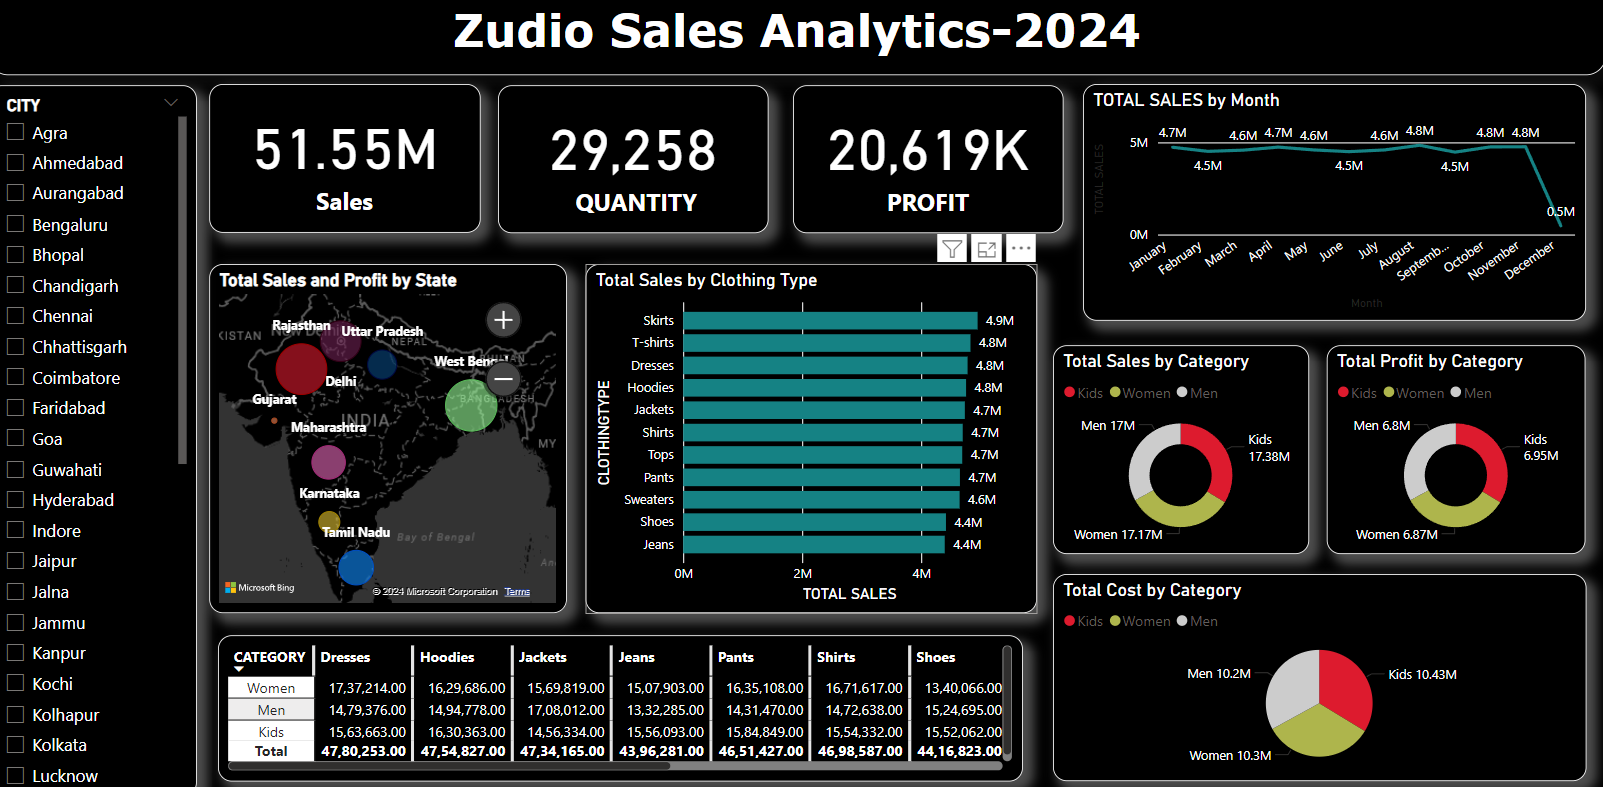 Zudio Sales Analytics-2024
CITY
Agra
Ahmedabad
Aurangabad
Bengaluru
Bhopal
Chandigarh
Chennai
Chhattisgarh
Coimbatore
Faridabad
Goa
Guwahati
Hyderabad
Indore
Jaipur
Jalna
Jammu
Kanpur
Kochi
Kolhapur
Kolkata
Lucknow
51.55M
Sales
29,258
QUANTITY
20,619K
PROFIT
TOTAL SALES by Month
TOTAL SALES
5M
0M
4.7M 4.5M 4.6M 4.7M 4.6M 4.5M 4.6M 4.8M 4.5M 4.8M 4.8M 0.5M
January February March April May June July August Septemb... October November December
Month
Total Sales and Profit by State
Rajasthan
Uttar Pradesh
NEPAL
Delhi
Gujarat
INDIA
BANGLADESH
Maharashtra
MY
Karnataka
Tamil Nadu
Bay of Bengal
Microsoft Bing
© 2024 Microsoft Corporation Terms
Total Sales by Clothing Type
CLOTHINGTYPE
Skirts 4.9M
T-shirts 4.8M
Dresses 4.8M
Hoodies 4.8M
Jackets 4.7M
Shirts 4.7M
Tops 4.7M
Pants 4.7M
Sweaters 4.6M
Shoes 4.4M
Jeans 4.4M
0M 2M 4M
TOTAL SALES
Total Sales by Category
Kids Women Men
Men 17M
Kids
17.38M
Women 17.17M
Total Profit by Category
Kids Women Men
Men 6.8M
Kids
6.95M
Women 6.87M
Total Cost by Category
Kids Women Men
Men 10.2M
Kids 10.43M
Women 10.3M
CATEGORY Dresses Hoodies Jackets Jeans Pants Shirts Shoes
Women 17,37,214.00 16,29,686.00 15,69,819.00 15,07,903.00 16,35,108.00 16,71,617.00 13,40,066.00
Men 14,79,376.00 14,94,778.00 17,08,012.00 13,32,285.00 14,31,470.00 14,72,638.00 15,24,695.00
Kids 15,63,663.00 16,30,363.00 14,56,334.00 15,56,093.00 15,84,849.00 15,54,332.00 15,52,062.00
Total 47,80,253.00 47,54,827.00 47,34,165.00 43,96,281.00 46,51,427.00 46,98,587.00 44,16,823.00